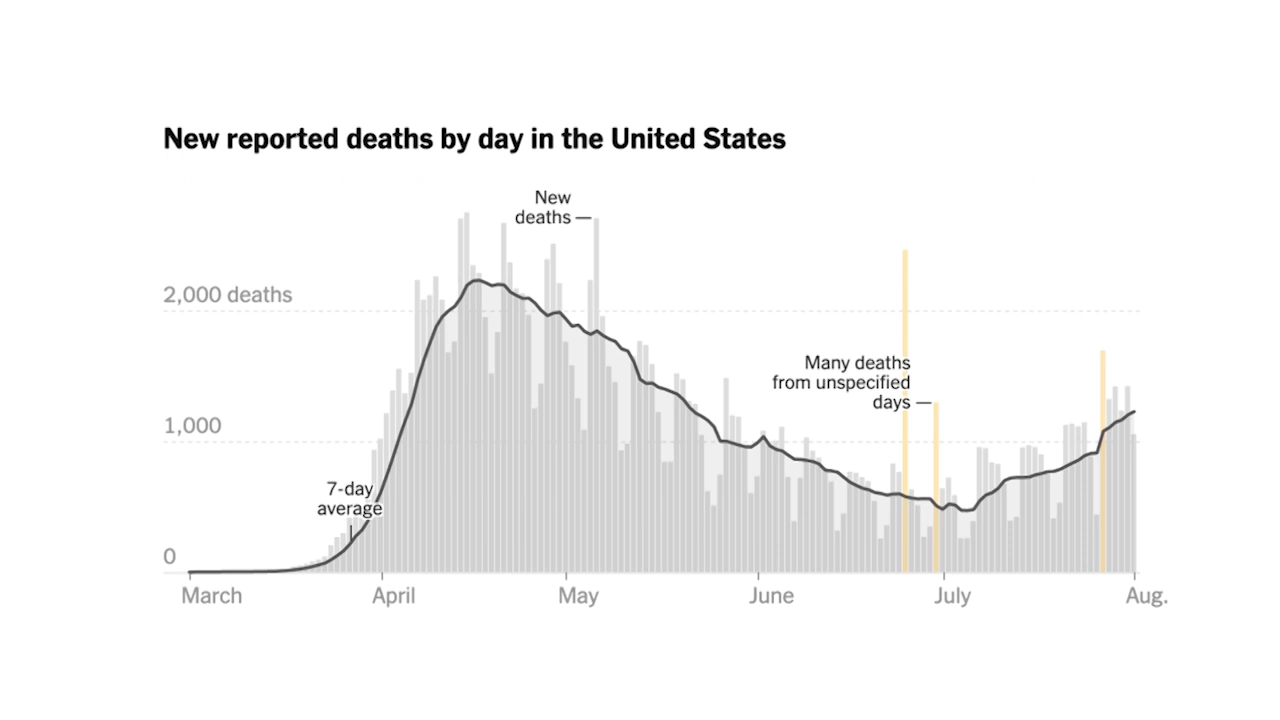 New reported deaths by day in the United States
New
deaths
2,000 deaths
Many deaths
from unspecified
days
1,000
7-day
average
0
March April May June July Aug.